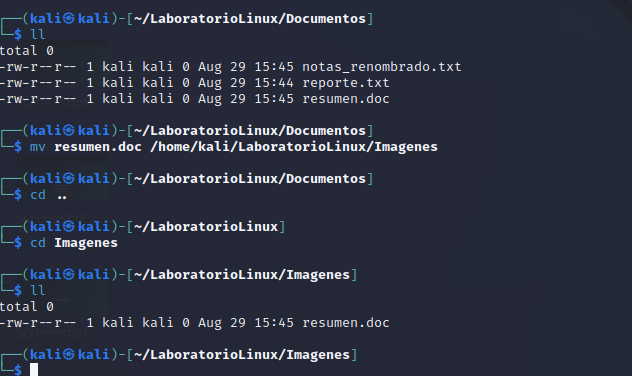 ┌──(kali㉿kali)-[~/LaboratorioLinux/Documentos]
└─$ ll
total 0
-rw-r--r-- 1 kali kali 0 Aug 29 15:45 notas_renombrado.txt
-rw-r--r-- 1 kali kali 0 Aug 29 15:44 reporte.txt
-rw-r--r-- 1 kali kali 0 Aug 29 15:45 resumen.doc
┌──(kali㉿kali)-[~/LaboratorioLinux/Documentos]
└─$ mv resumen.doc /home/kali/LaboratorioLinux/Imagenes
┌──(kali㉿kali)-[~/LaboratorioLinux/Documentos]
└─$ cd ..
┌──(kali㉿kali)-[~/LaboratorioLinux]
└─$ cd Imagenes
┌──(kali㉿kali)-[~/LaboratorioLinux/Imagenes]
└─$ ll
total 0
-rw-r--r-- 1 kali kali 0 Aug 29 15:45 resumen.doc
┌──(kali㉿kali)-[~/LaboratorioLinux/Imagenes]
└─$